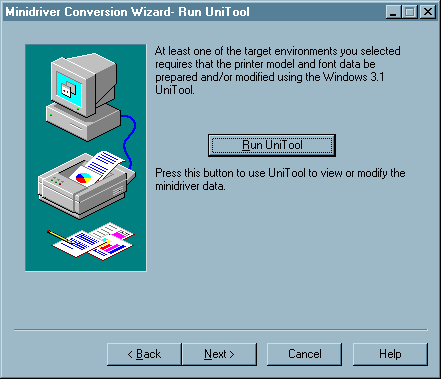 Minidriver Conversion Wizard- Run UniTool
At least one of the target environments you selected
requires that the printer model and font data be
prepared and/or modified using the Windows 3.1
UniTool.
Run UniTool
Press this button to use UniTool to view or modify the
minidriver data.
< Back
Next >
Cancel
Help